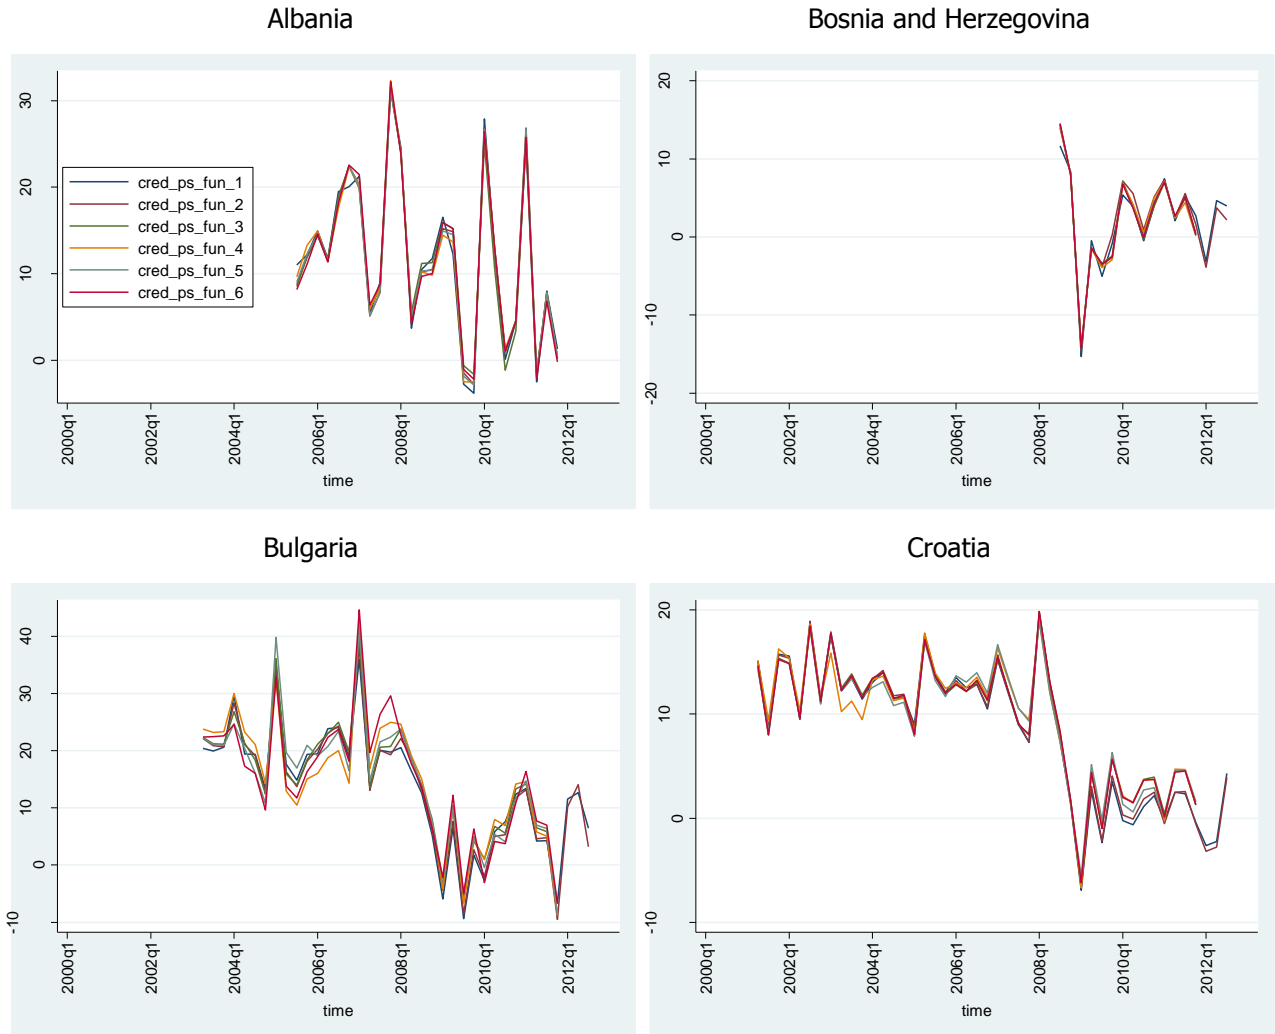 Albania
30
20
10
0
cred_ps_fun_1
cred_ps_fun_2
cred_ps_fun_3
cred_ps_fun_4
cred_ps_fun_5
cred_ps_fun_6
2000q1
2002q1
2004q1
2006q1
2008q1
2010q1
2012q1
time
Bosnia and Herzegovina
20
10
0
-10
-20
2000q1
2002q1
2004q1
2006q1
2008q1
2010q1
2012q1
time
Bulgaria
40
30
20
10
0
-10
2000q1
2002q1
2004q1
2006q1
2008q1
2010q1
2012q1
time
Croatia
20
10
0
-10
2000q1
2002q1
2004q1
2006q1
2008q1
2010q1
2012q1
time